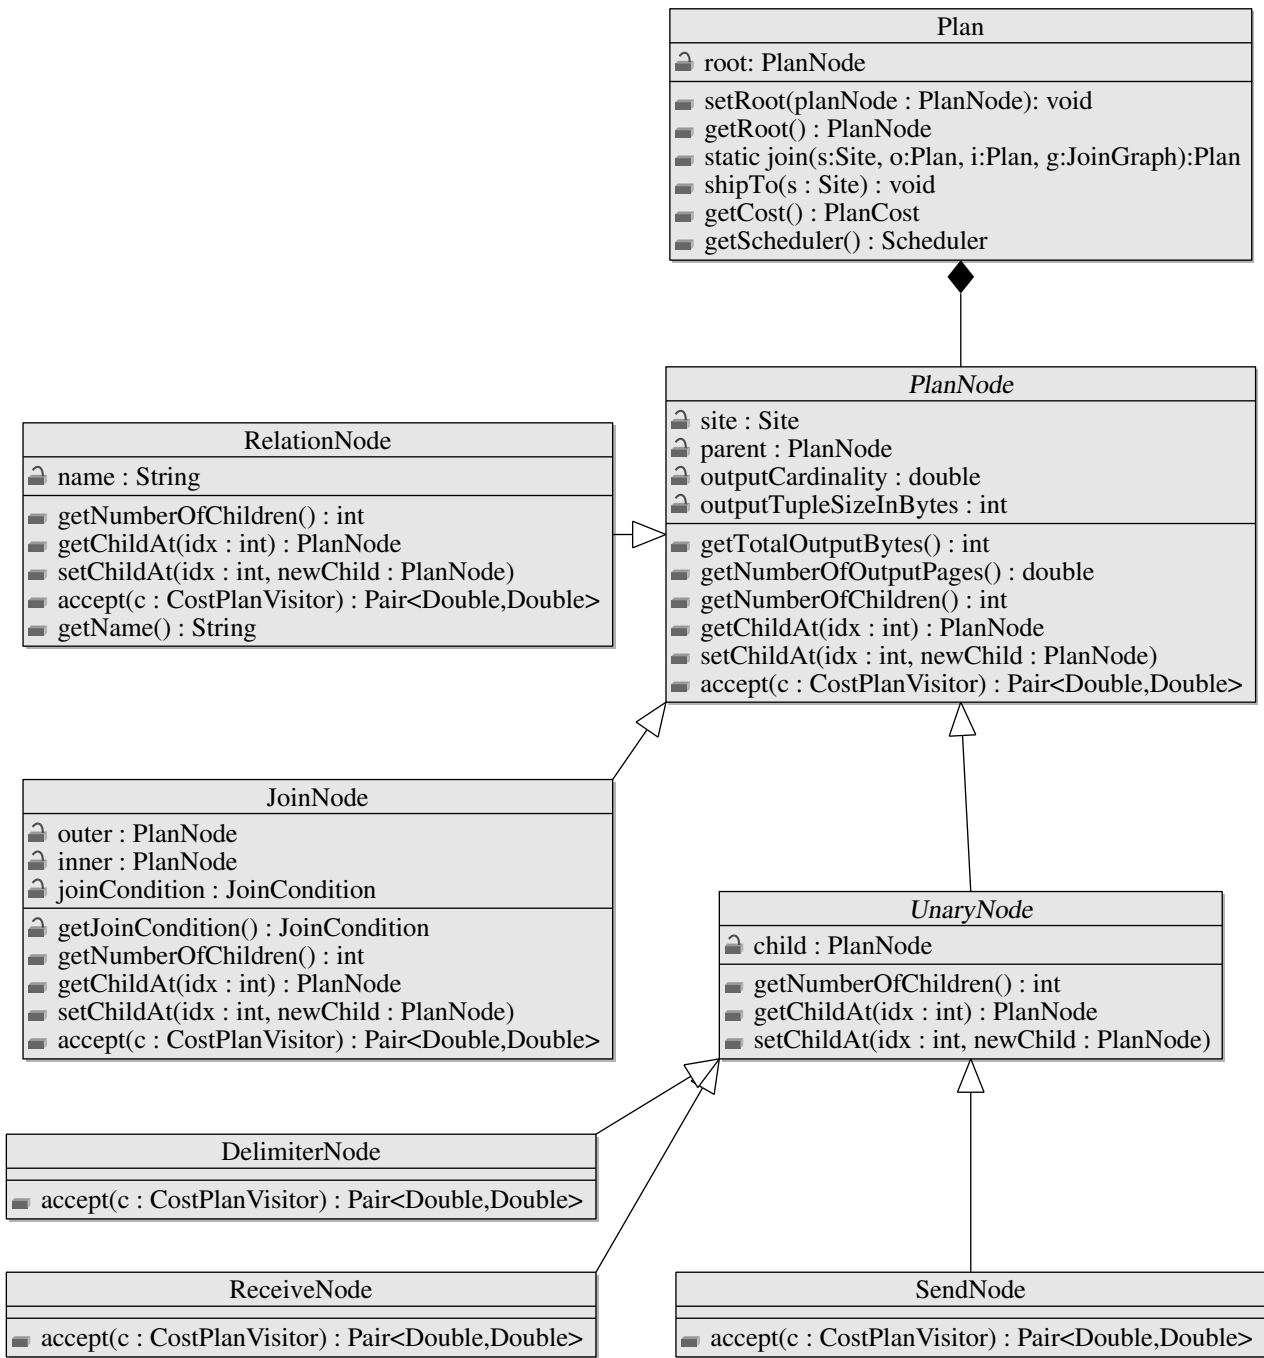 Plan
root: PlanNode
setRoot(planNode : PlanNode): void
getRoot() : PlanNode
static join(s:Site, o:Plan, i:Plan, g:JoinGraph):Plan
shipTo(s : Site) : void
getCost() : PlanCost
getScheduler() : Scheduler
PlanNode
site : Site
parent : PlanNode
outputCardinality : double
outputTupleSizeInBytes : int
getTotalOutputBytes() : int
getNumberOfOutputPages() : double
getNumberOfChildren() : int
getChildAt(idx : int) : PlanNode
setChildAt(idx : int, newChild : PlanNode)
accept(c : CostPlanVisitor) : Pair<Double,Double>
RelationNode
name : String
getNumberOfChildren() : int
getChildAt(idx : int) : PlanNode
setChildAt(idx : int, newChild : PlanNode)
accept(c : CostPlanVisitor) : Pair<Double,Double>
getName() : String
JoinNode
outer : PlanNode
inner : PlanNode
joinCondition : JoinCondition
getJoinCondition() : JoinCondition
getNumberOfChildren() : int
getChildAt(idx : int) : PlanNode
setChildAt(idx : int, newChild : PlanNode)
accept(c : CostPlanVisitor) : Pair<Double,Double>
UnaryNode
child : PlanNode
getNumberOfChildren() : int
getChildAt(idx : int) : PlanNode
setChildAt(idx : int, newChild : PlanNode)
DelimiterNode
accept(c : CostPlanVisitor) : Pair<Double,Double>
ReceiveNode
accept(c : CostPlanVisitor) : Pair<Double,Double>
SendNode
accept(c : CostPlanVisitor) : Pair<Double,Double>